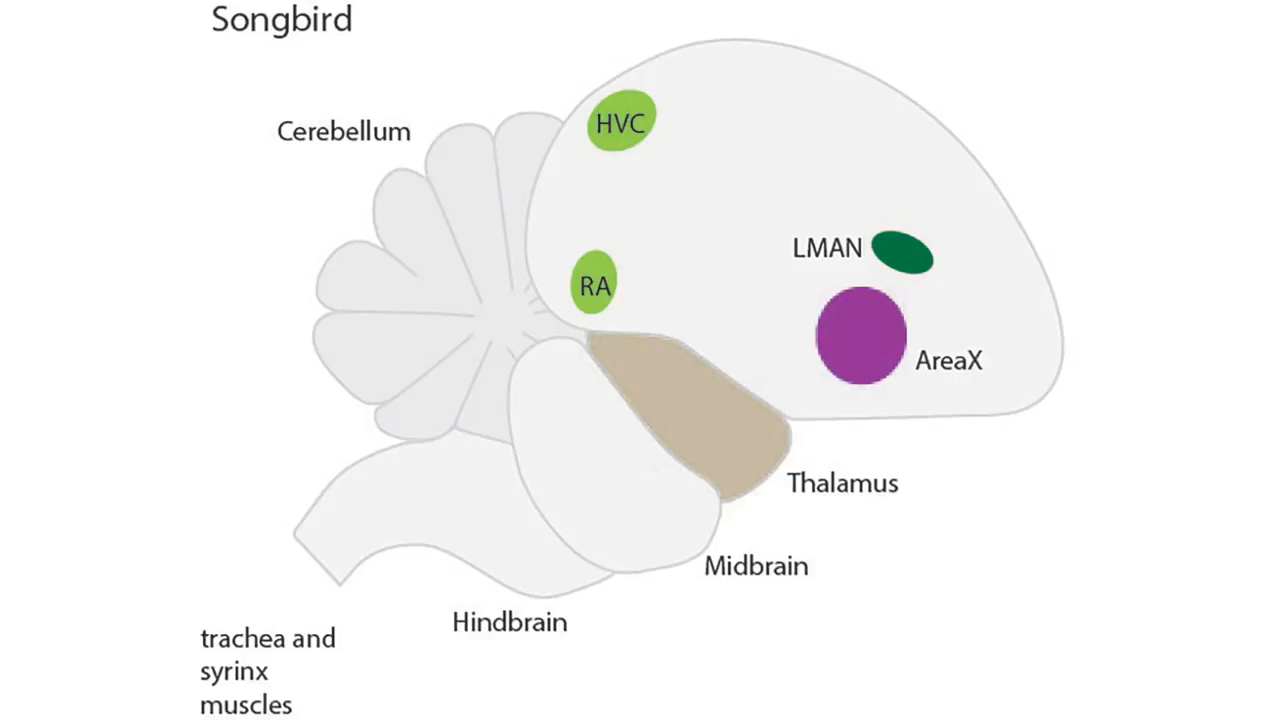 Songbird
Cerebellum
HVC
LMAN
RA
AreaX
Thalamus
Midbrain
Hindbrain
trachea and
syrinx
muscles